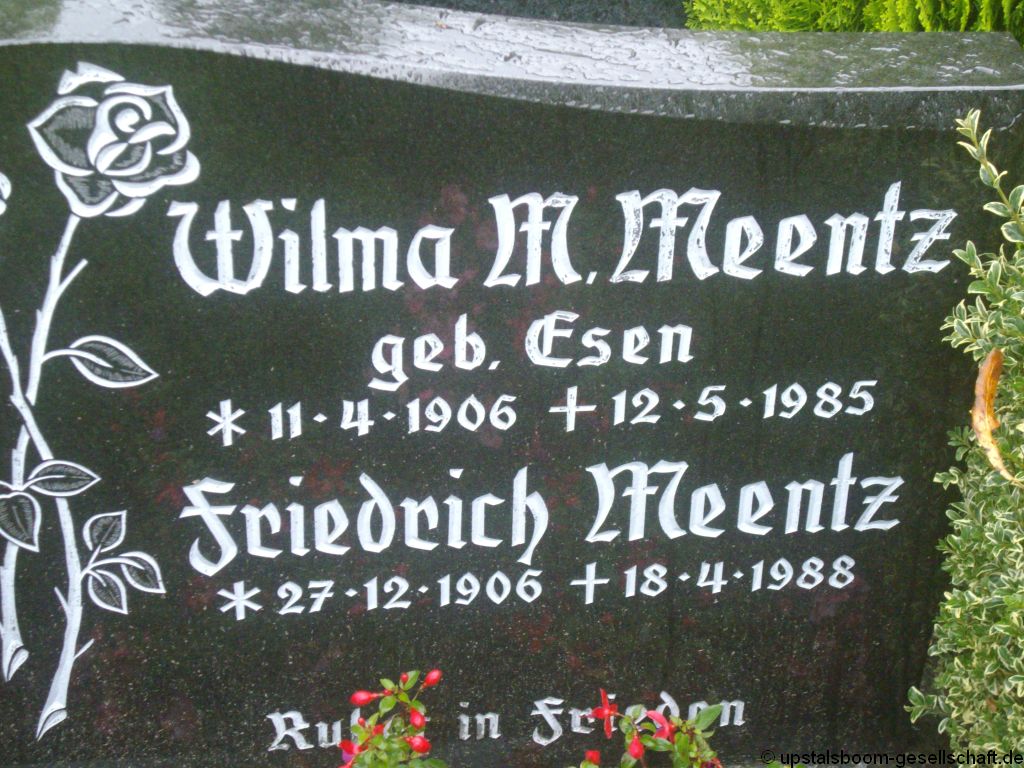 Wilma M. Meentz
geb. Esen
* 11·4·1906 † 12·5·1985
Friedrich Meentz
* 27·12·1906 † 18·4·1988
in Frieden
© upstalsboom-gesellschaft.de